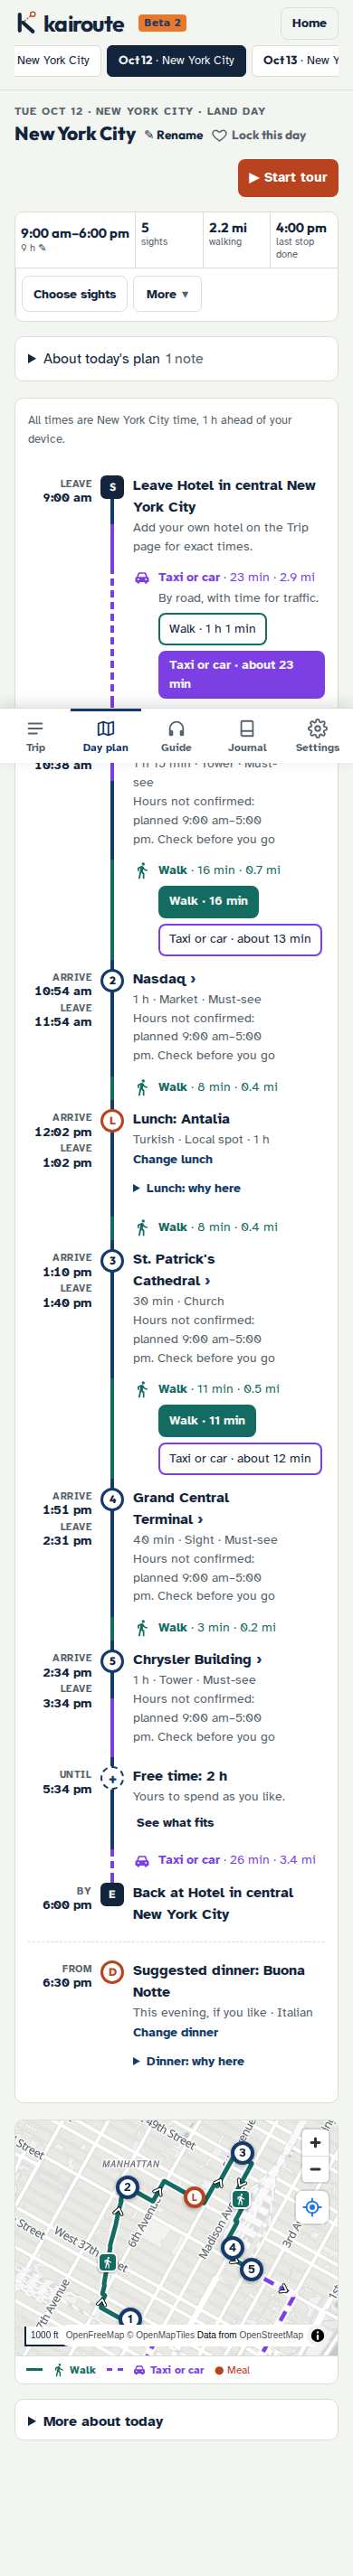 kairoute
Beta 2
Home
New York City
Oct 12 · New York City
Oct 13 · New Y
TUE OCT 12 · NEW YORK CITY · LAND DAY
New York City
✎ Rename
Lock this day
▶ Start tour
9:00 am–6:00 pm
9 h ✎
5
sights
2.2 mi
walking
4:00 pm
last stop
done
Choose sights
More ▾
▶ About today's plan 1 note
All times are New York City time, 1 h ahead of your
device.
LEAVE
9:00 am
S
Leave Hotel in central New
York City
Add your own hotel on the Trip
page for exact times.
Taxi or car · 23 min · 2.9 mi
By road, with time for traffic.
Walk · 1 h 1 min
Taxi or car · about 23
min
Trip
Day plan
Guide
Journal
Settings
10:38 am
1 h 15 min · Tower · Must-
see
Hours not confirmed:
planned 9:00 am–5:00
pm. Check before you go
Walk · 16 min · 0.7 mi
Walk · 16 min
Taxi or car · about 13 min
ARRIVE
10:54 am
LEAVE
11:54 am
2
Nasdaq ›
1 h · Market · Must-see
Hours not confirmed:
planned 9:00 am–5:00
pm. Check before you go
Walk · 8 min · 0.4 mi
ARRIVE
12:02 pm
LEAVE
1:02 pm
L
Lunch: Antalia
Turkish · Local spot · 1 h
Change lunch
▶ Lunch: why here
Walk · 8 min · 0.4 mi
ARRIVE
1:10 pm
LEAVE
1:40 pm
3
St. Patrick's
Cathedral ›
30 min · Church
Hours not confirmed:
planned 9:00 am–5:00
pm. Check before you go
Walk · 11 min · 0.5 mi
Walk · 11 min
Taxi or car · about 12 min
ARRIVE
1:51 pm
LEAVE
2:31 pm
4
Grand Central
Terminal ›
40 min · Sight · Must-see
Hours not confirmed:
planned 9:00 am–5:00
pm. Check before you go
Walk · 3 min · 0.2 mi
ARRIVE
2:34 pm
LEAVE
3:34 pm
5
Chrysler Building ›
1 h · Tower · Must-see
Hours not confirmed:
planned 9:00 am–5:00
pm. Check before you go
UNTIL
5:34 pm
+
Free time: 2 h
Yours to spend as you like.
See what fits
Taxi or car · 26 min · 3.4 mi
BY
6:00 pm
E
Back at Hotel in central
New York City
FROM
6:30 pm
D
Suggested dinner: Buona
Notte
This evening, if you like · Italian
Change dinner
▶ Dinner: why here
49th Street
Street
MANHATTAN
3
2
L
6th Avenue
Madison Av
Street
West 37th
4
5
3rd A
7th Avenue
1
+
−
1000 ft
OpenFreeMap © OpenMapTiles Data from OpenStreetMap
Walk
Taxi or car
Meal
▶ More about today